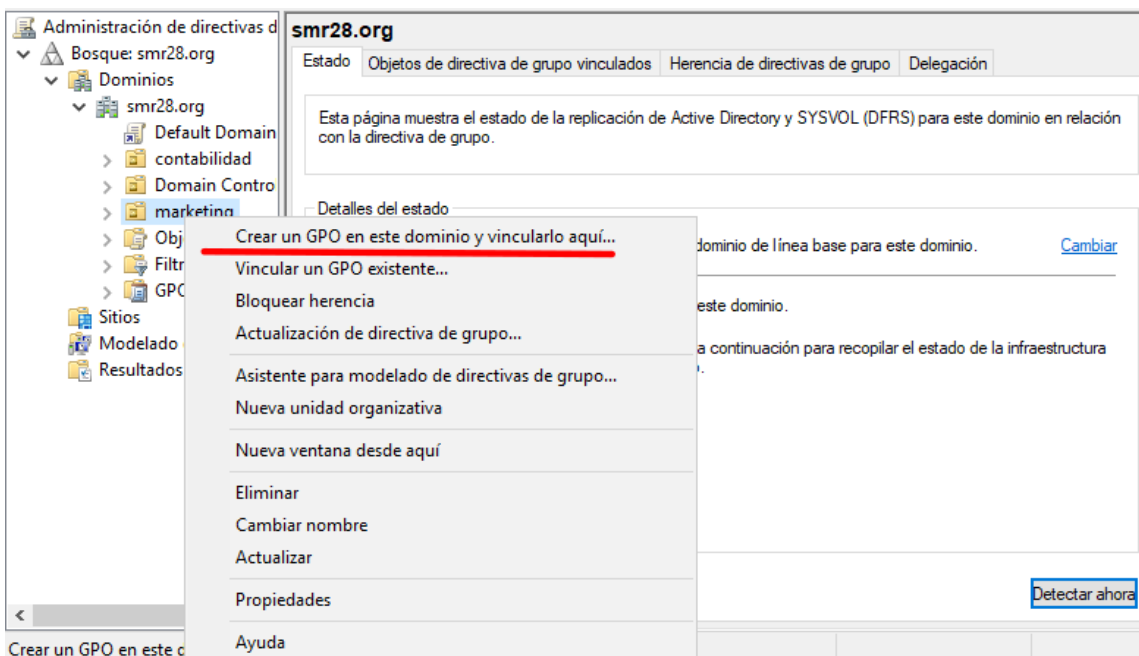 Administración de directivas d
Bosque: smr28.org
Dominios
smr28.org
Default Domain
contabilidad
Domain Contro
marketing
Obj
Filtr
GPO
Sitios
Modelado
Resultados
smr28.org
Estado
Objetos de directiva de grupo vinculados
Herencia de directivas de grupo
Delegación
Esta página muestra el estado de la replicación de Active Directory y SYSVOL (DFRS) para este dominio en relación
con la directiva de grupo.
Detalles del estado
dominio de línea base para este dominio.
Cambiar
este dominio.
a continuación para recopilar el estado de la infraestructura
Crear un GPO en este dominio y vincularlo aquí...
Vincular un GPO existente...
Bloquear herencia
Actualización de directiva de grupo...
Asistente para modelado de directivas de grupo...
Nueva unidad organizativa
Nueva ventana desde aquí
Eliminar
Cambiar nombre
Actualizar
Propiedades
Ayuda
Detectar ahora
Crear un GPO en este d